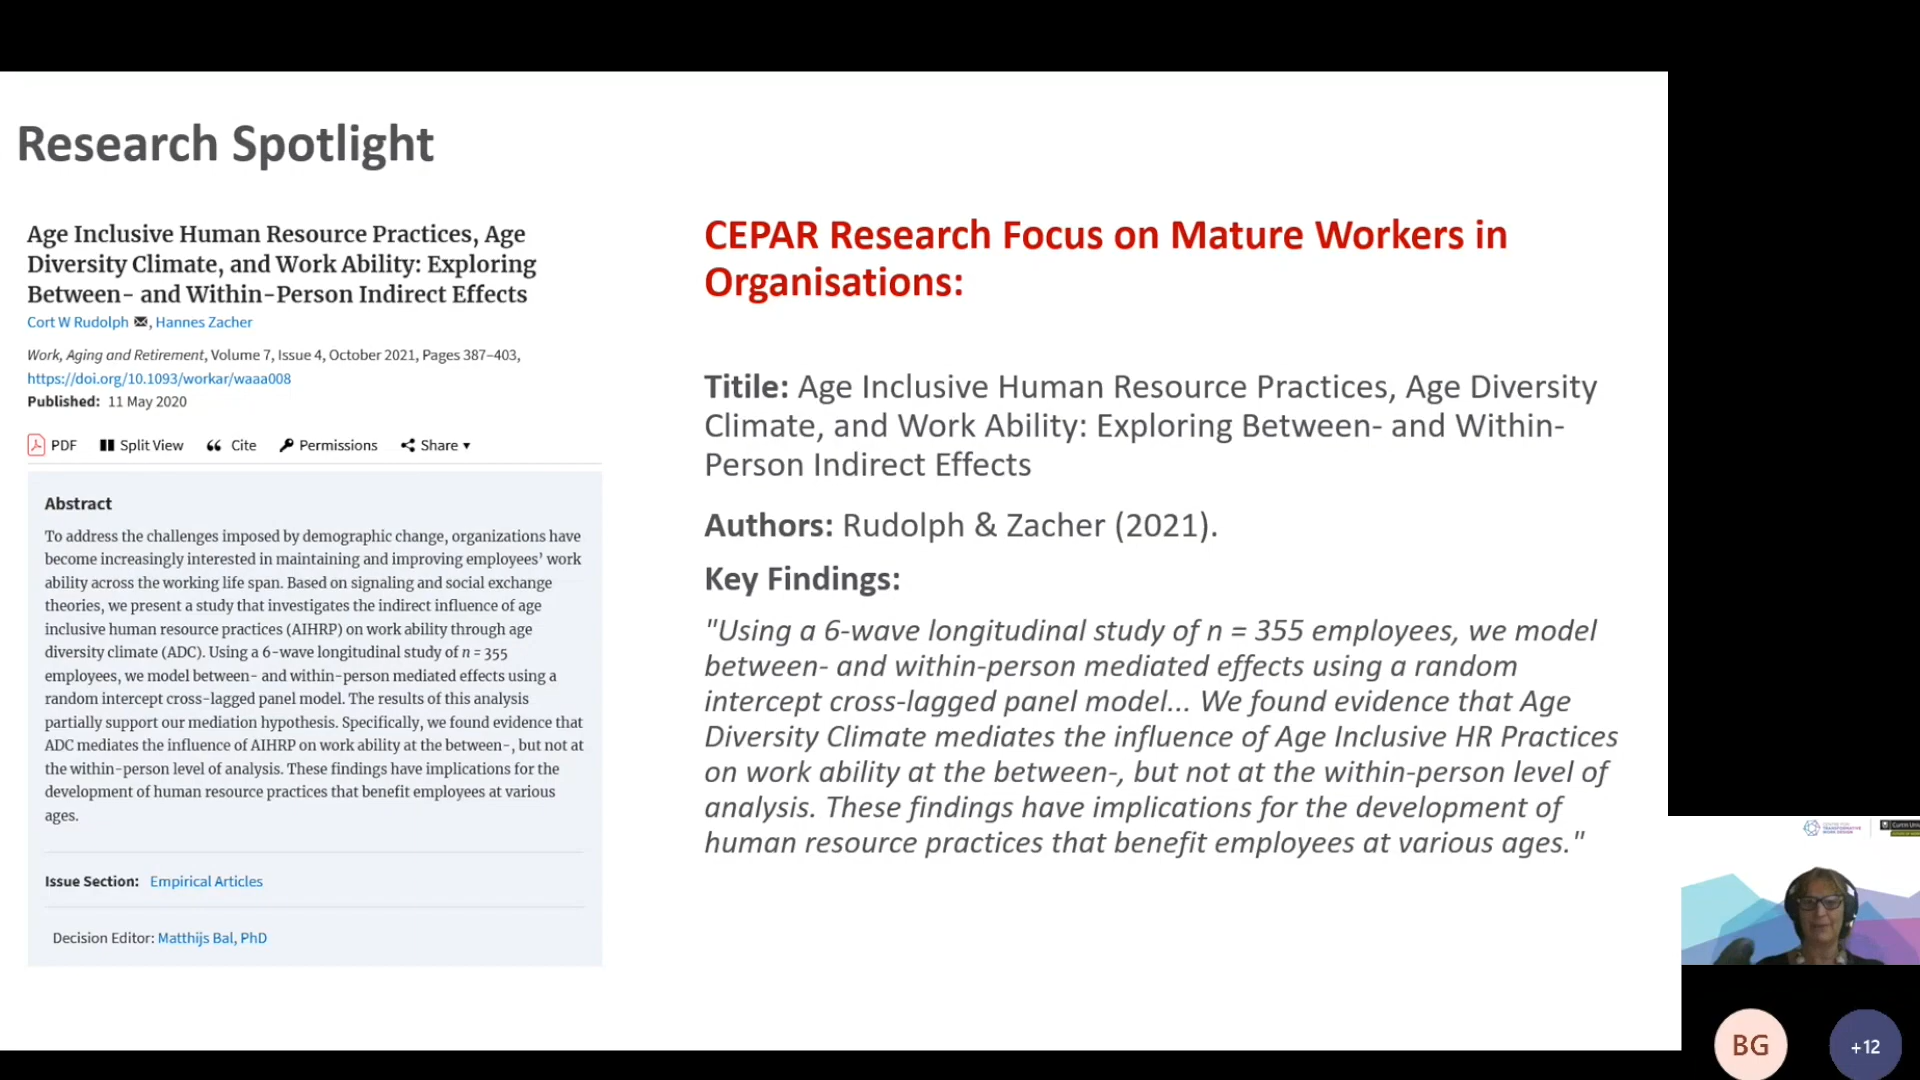 Research Spotlight
Age Inclusive Human Resource Practices, Age
Diversity Climate, and Work Ability: Exploring
Between- and Within-Person Indirect Effects
Cort W Rudolph, Hannes Zacher
Work, Aging and Retirement, Volume 7, Issue 4, October 2021, Pages 387–403,
https://doi.org/10.1093/workar/waaa008
Published: 11 May 2020
PDF Split View Cite Permissions Share
Abstract
To address the challenges imposed by demographic change, organizations have
become increasingly interested in maintaining and improving employees’ work
ability across the working life span. Based on signaling and social exchange
theories, we present a study that investigates the indirect influence of age
inclusive human resource practices (AIHRP) on work ability through age
diversity climate (ADC). Using a 6-wave longitudinal study of n = 355
employees, we model between- and within-person mediated effects using a
random intercept cross-lagged panel model. The results of this analysis
partially support our mediation hypothesis. Specifically, we found evidence that
ADC mediates the influence of AIHRP on work ability at the between-, but not at
the within-person level of analysis. These findings have implications for the
development of human resource practices that benefit employees at various
ages.
Issue Section: Empirical Articles
Decision Editor: Matthijs Bal, PhD
CEPAR Research Focus on Mature Workers in
Organisations:
Titile: Age Inclusive Human Resource Practices, Age Diversity
Climate, and Work Ability: Exploring Between- and Within-
Person Indirect Effects
Authors: Rudolph & Zacher (2021).
Key Findings:
"Using a 6-wave longitudinal study of n = 355 employees, we model
between- and within-person mediated effects using a random
intercept cross-lagged panel model... We found evidence that Age
Diversity Climate mediates the influence of Age Inclusive HR Practices
on work ability at the between-, but not at the within-person level of
analysis. These findings have implications for the development of
human resource practices that benefit employees at various ages."
BG
+12